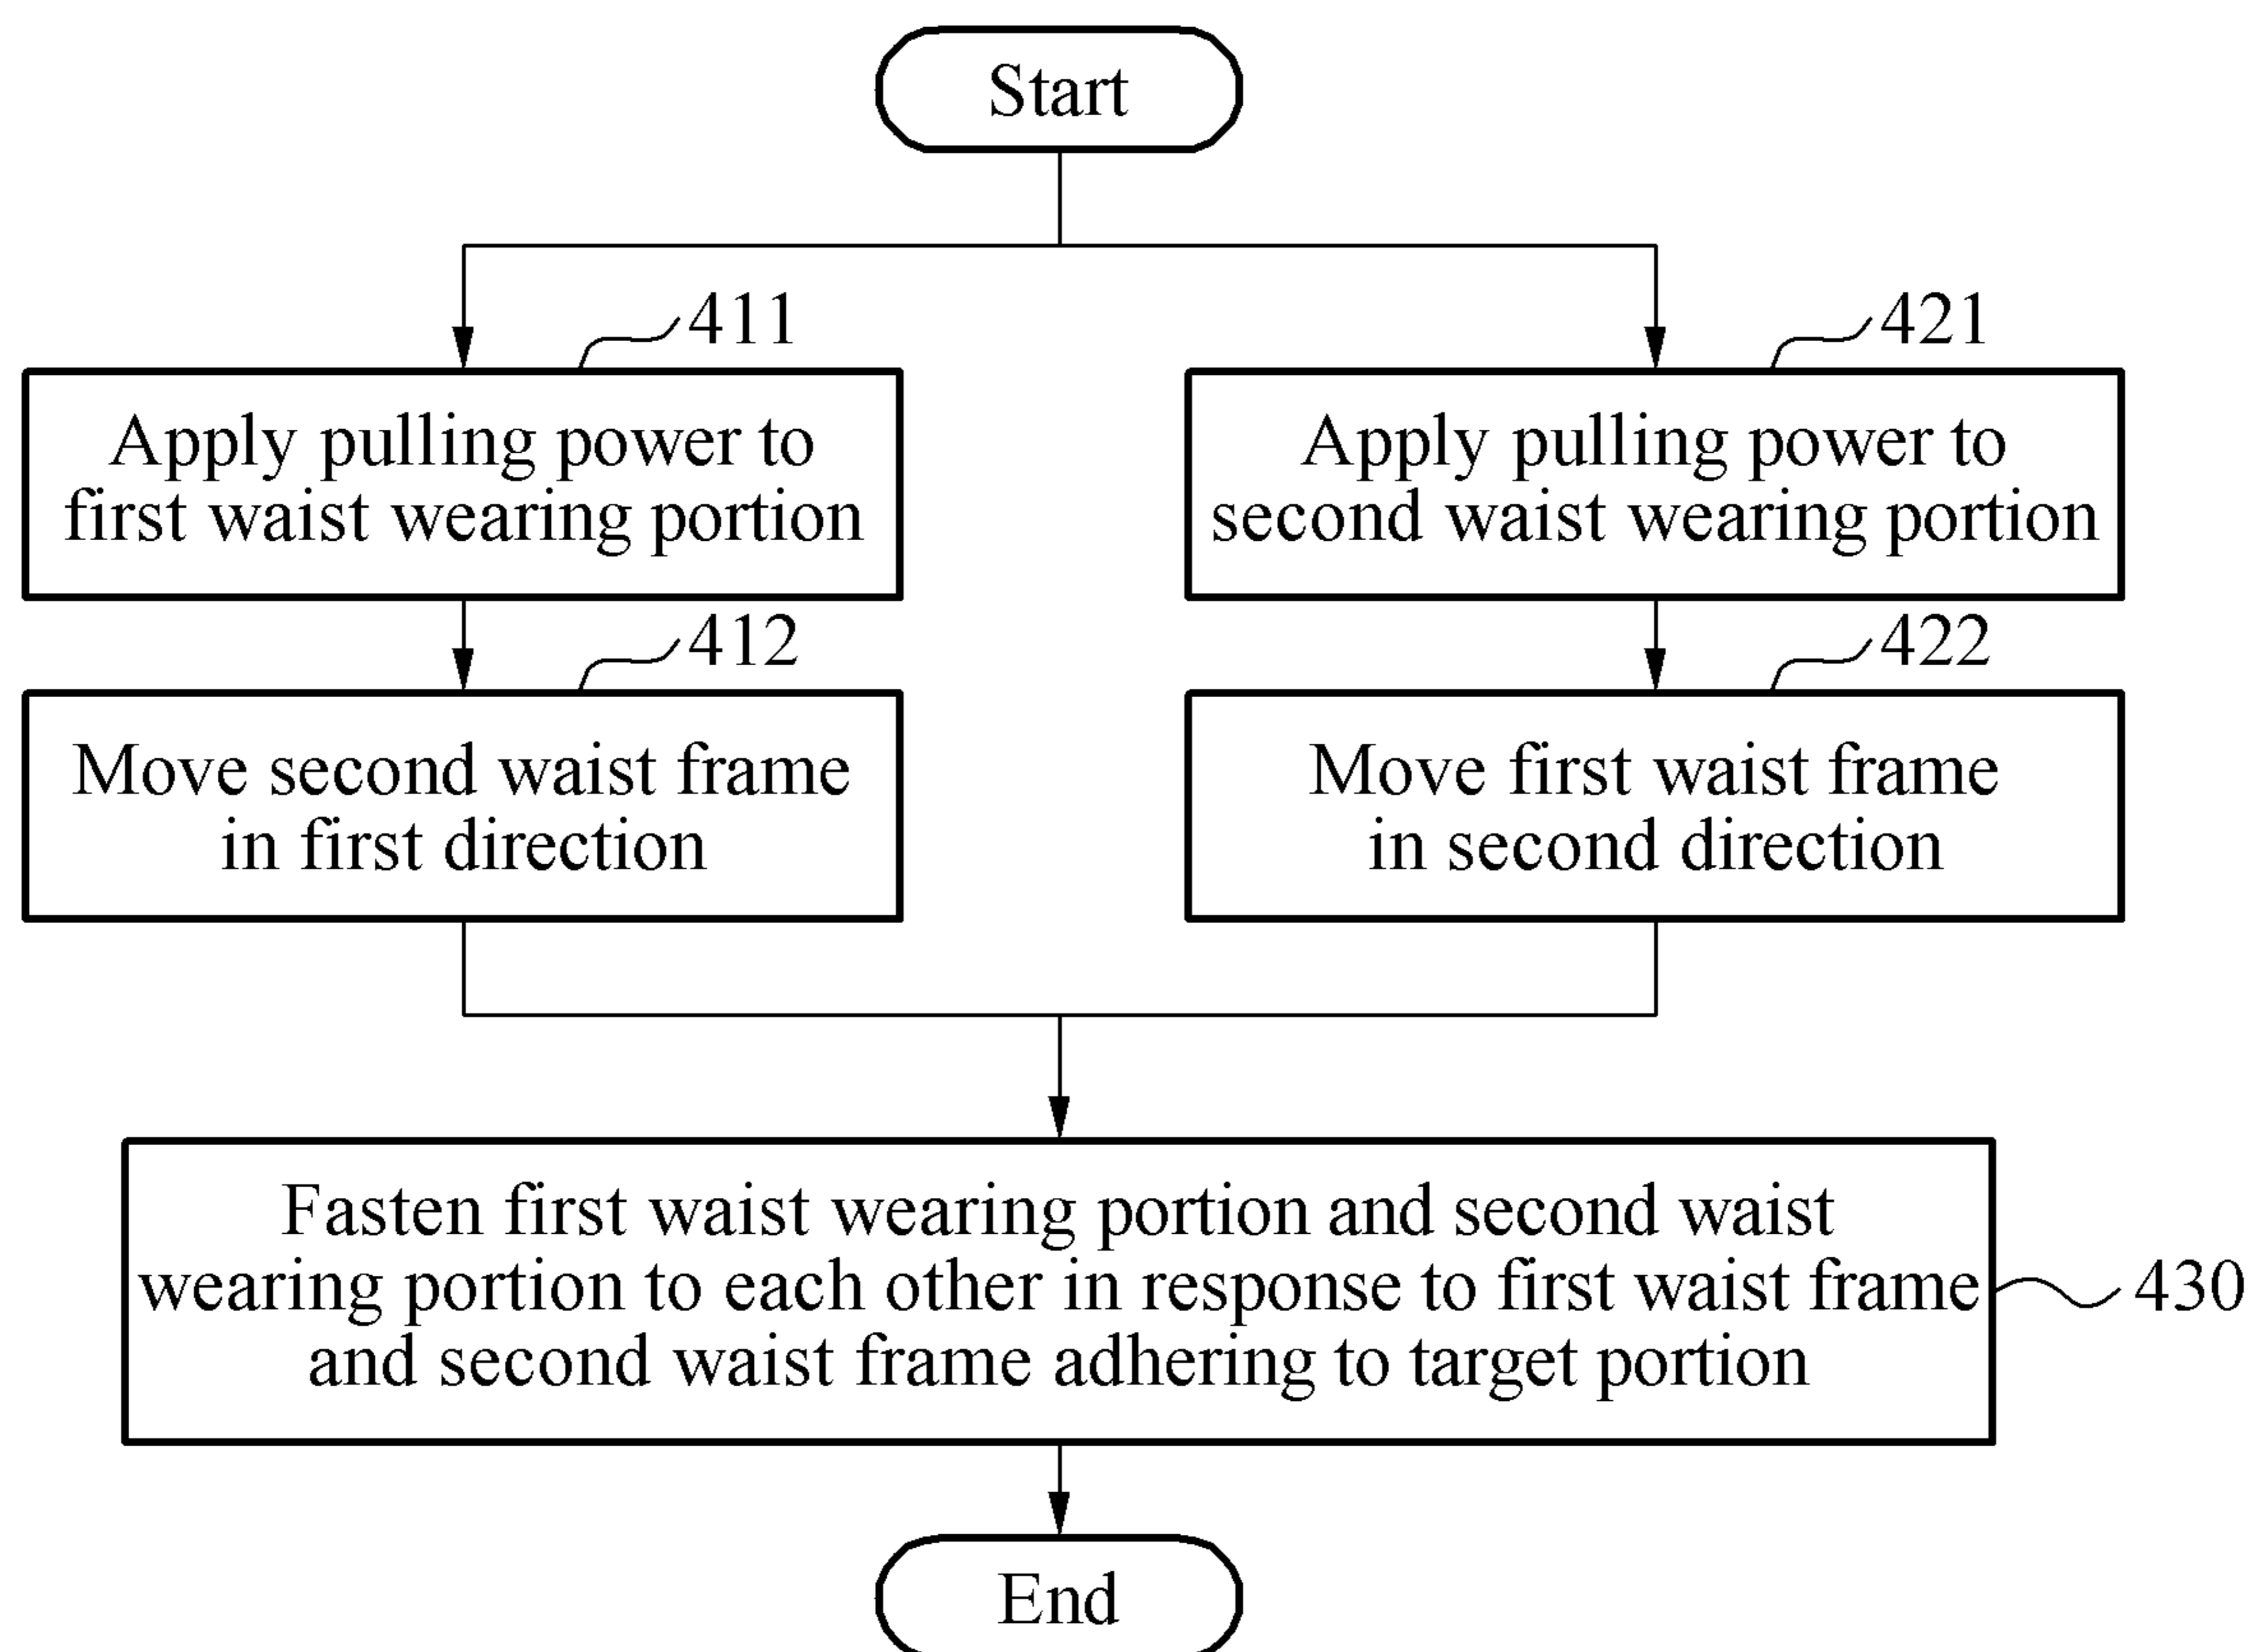 Start
411
Apply pulling power to
first waist wearing portion
412
Move second waist frame
in first direction
421
Apply pulling power to
second waist wearing portion
422
Move first waist frame
in second direction
Fasten first waist wearing portion and second waist
wearing portion to each other in response to first waist frame
and second waist frame adhering to target portion
430
End